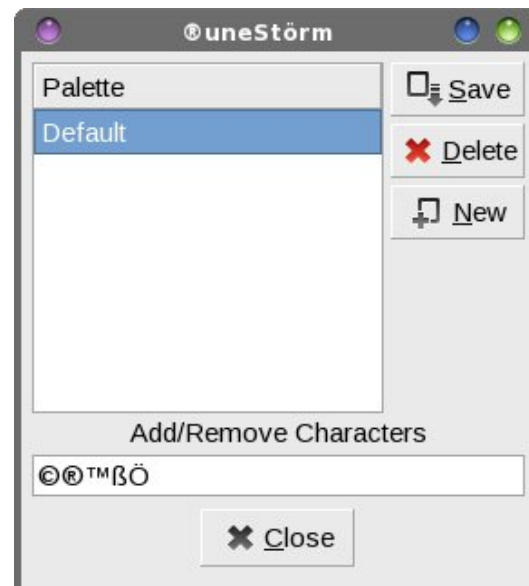 ®uneStörm
Palette
Default
Save
Delete
New
Add/Remove Characters
©®™ßÖ
Close